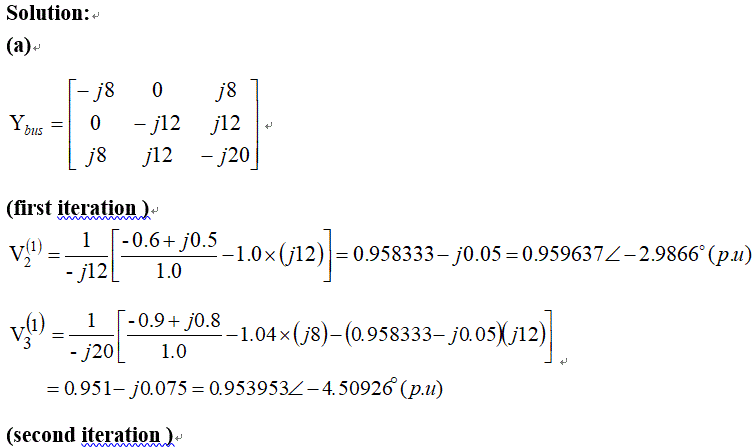 Solution:↵
(a)↵
Y_bus = [ -j8 0 j8 ; 0 -j12 j12 ; j8 j12 -j20 ] ↵
(first iteration )↵
V_2^(1) = 1/(- j12) [ (-0.6 + j0.5)/1.0 − 1.0×(j12) ] = 0.958333 − j0.05 = 0.959637∠−2.9866° (p.u)
V_3^(1) = 1/(- j20) [ (-0.9 + j0.8)/1.0 − 1.04×(j8) − (0.958333 − j0.05)(j12) ] ↵
= 0.951 − j0.075 = 0.953953∠−4.50926° (p.u)
(second iteration )↵